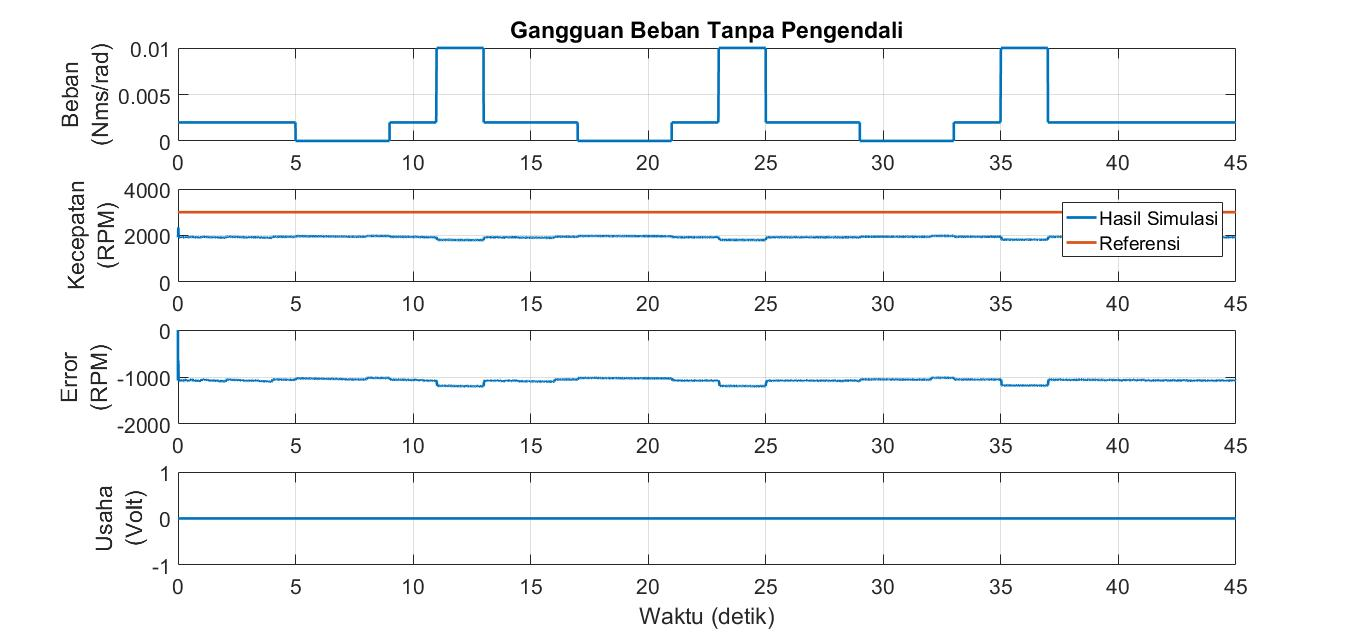 Gangguan Beban Tanpa Pengendali
Beban
(Nms/rad)
0.01
0.005
0
0 5 10 15 20 25 30 35 40 45
Kecepatan
(RPM)
4000
2000
0
Hasil Simulasi
Referensi
0 5 10 15 20 25 30 35 40 45
Error
(RPM)
0
-1000
-2000
0 5 10 15 20 25 30 35 40 45
Usaha
(Volt)
1
0
-1
0 5 10 15 20 25 30 35 40 45
Waktu (detik)